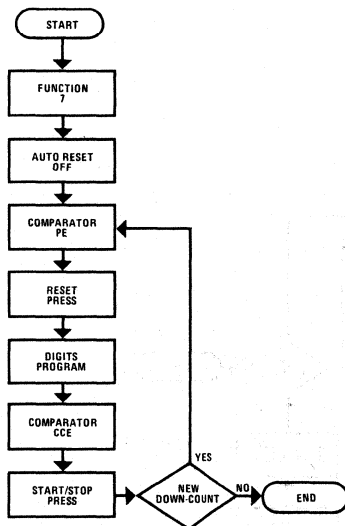 START
FUNCTION
7
AUTO RESET
OFF
COMPARATOR
PE
RESET
PRESS
DIGITS
PROGRAM
COMPARATOR
CCE
START/STOP
PRESS
YES
NEW
DOWN-COUNT
NO
END